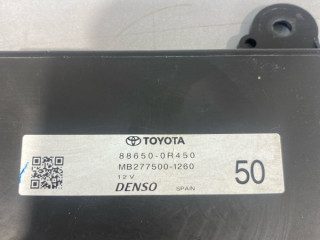 TOYOTA
88650-0R450
MB277500-1260
12V
50
DENSO SPAIN